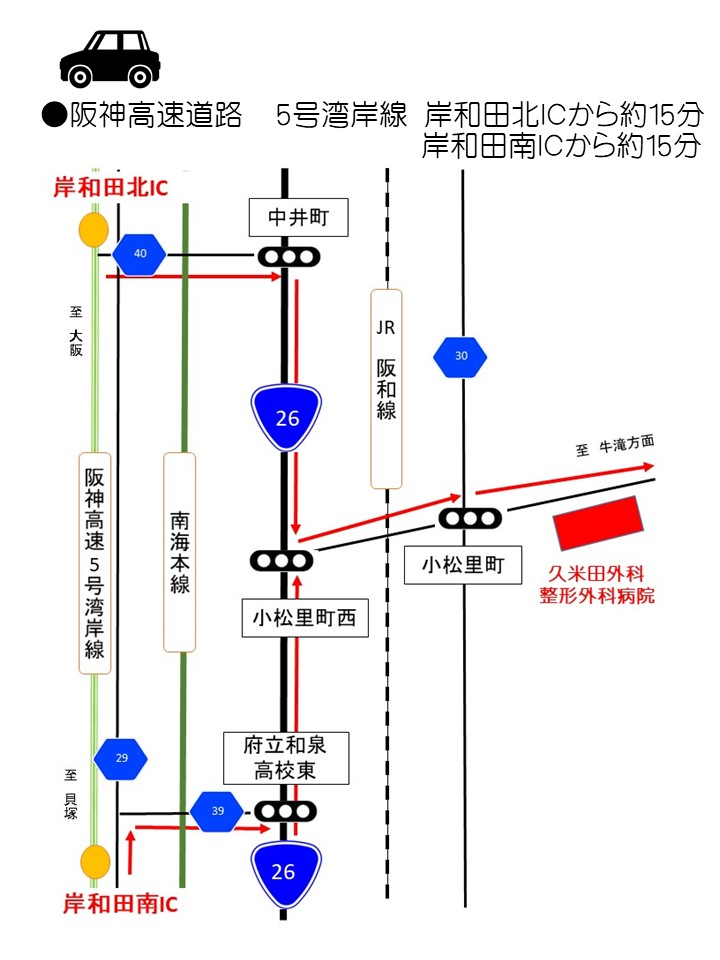 ●阪神高速道路　5号湾岸線 岸和田北ICから約15分
岸和田南ICから約15分
岸和田北IC
中井町
40
至 大阪
JR 阪和線
30
26
至 牛滝方面
阪神高速5号湾岸線
南海本線
小松里町
久米田外科
整形外科病院
小松里町西
府立和泉
高校東
29
至 貝塚
39
26
岸和田南IC